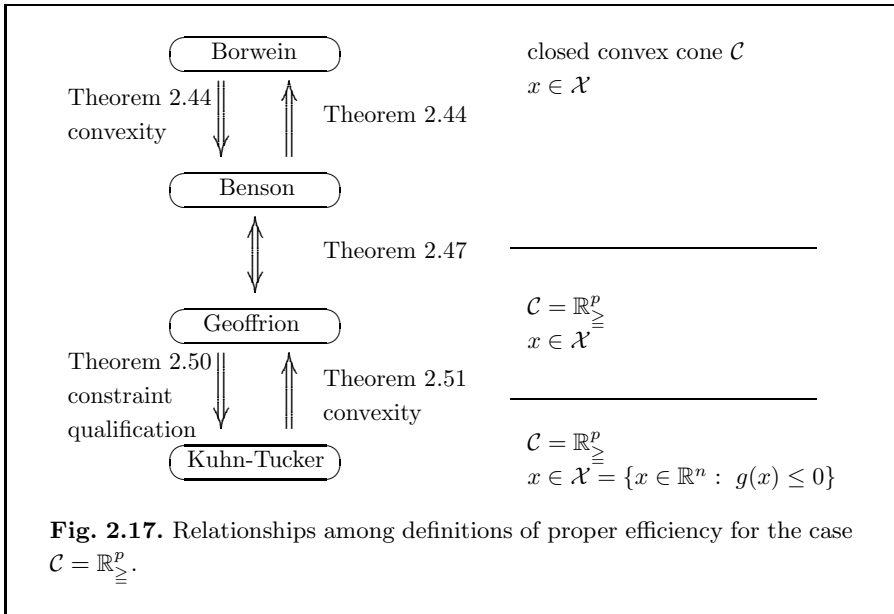 Borwein
closed convex cone 𝒞
x ∈ 𝒳
Theorem 2.44
convexity
Theorem 2.44
Benson
Theorem 2.47
Geoffrion
𝒞 = ℝ^p_≧
x ∈ 𝒳
Theorem 2.50
constraint
qualification
Theorem 2.51
convexity
Kuhn-Tucker
𝒞 = ℝ^p_≧
x ∈ 𝒳 = {x ∈ ℝ^n : g(x) ≤ 0}
Fig. 2.17. Relationships among definitions of proper efficiency for the case
𝒞 = ℝ^p_≧.